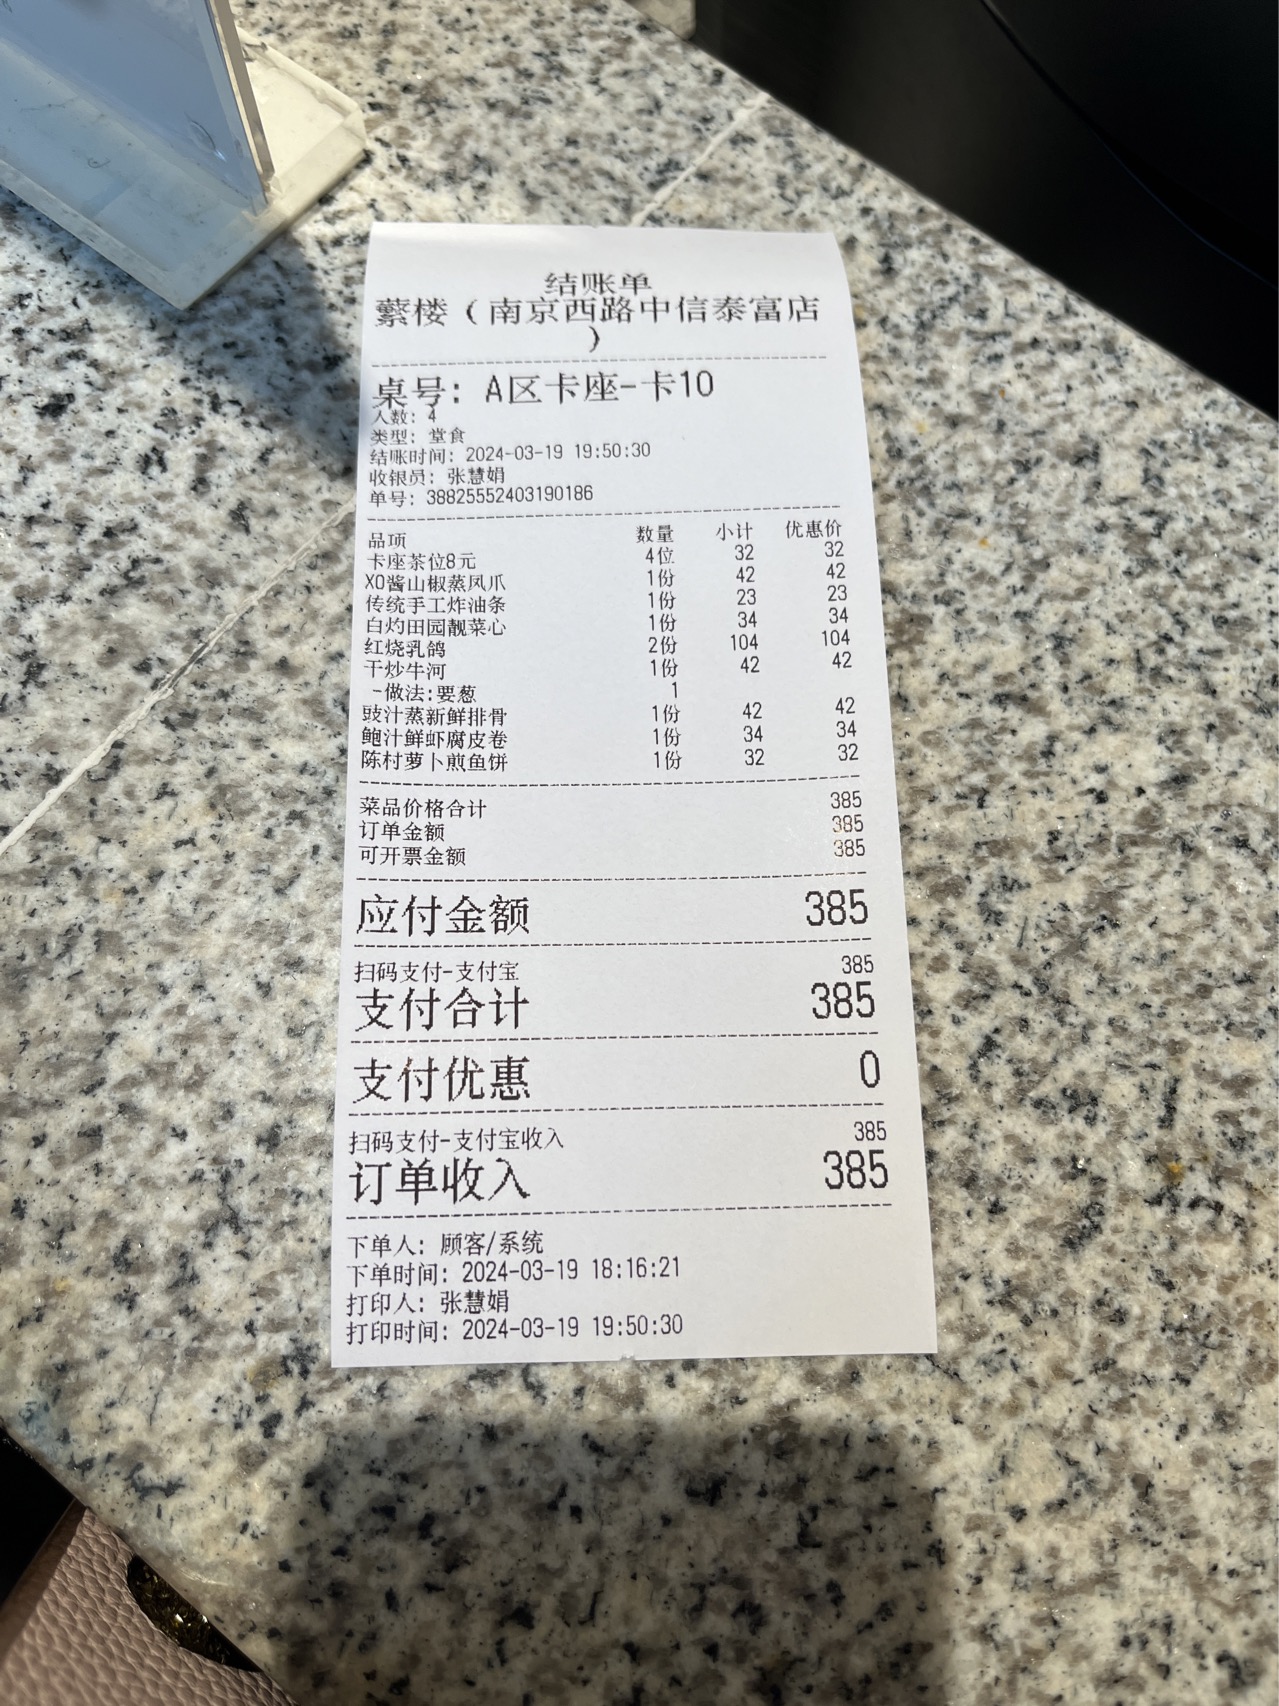 结账单
蘩楼（南京西路中信泰富店
）
桌号：A区卡座-卡10
人数：4
类型：堂食
结账时间：2024-03-19 19:50:30
收银员：张慧娟
单号：38825552403190186
品项 数量 小计 优惠价
卡座茶位8元 4位 32 32
XO酱山椒蒸凤爪 1份 42 42
传统手工炸油条 1份 23 23
白灼田园靓菜心 1份 34 34
红烧乳鸽 2份 104 104
干炒牛河 1份 42 42
-做法:要葱 1
豉汁蒸新鲜排骨 1份 42 42
鲍汁鲜虾腐皮卷 1份 34 34
陈村萝卜煎鱼饼 1份 32 32
菜品价格合计 385
订单金额 385
可开票金额 385
应付金额 385
扫码支付-支付宝 385
支付合计 385
支付优惠 0
扫码支付-支付宝收入 385
订单收入 385
下单人：顾客/系统
下单时间：2024-03-19 18:16:21
打印人：张慧娟
打印时间：2024-03-19 19:50:30